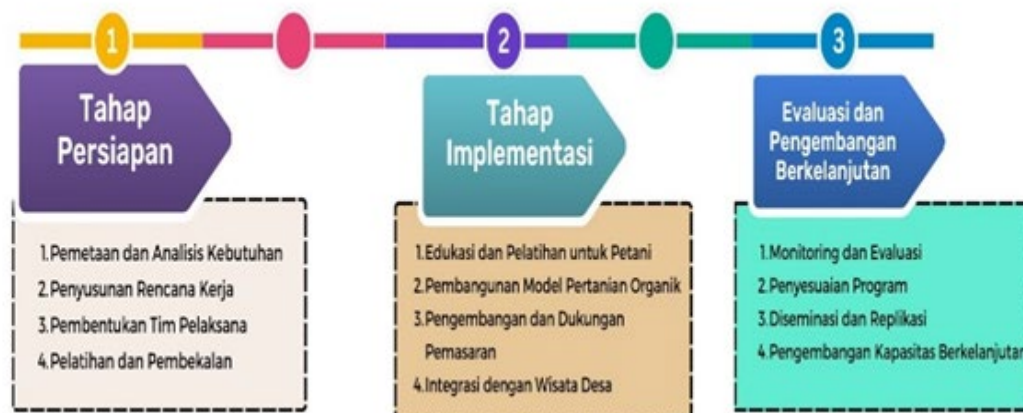 1
2
3
Tahap
Persiapan
1.Pemetaan dan Analisis Kebutuhan
2.Penyusunan Rencana Kerja
3.Pembentukan Tim Pelaksana
4.Pelatihan dan Pembekalan
Tahap
Implementasi
1.Edukasi dan Pelatihan untuk Petani
2.Pembangunan Model Pertanian Organik
3.Pengembangan dan Dukungan
Pemasaran
4.Integrasi dengan Wisata Desa
Evaluasi dan
Pengembangan
Berkelanjutan
1.Monitoring dan Evaluasi
2.Penyesuaian Program
3.Diseminasi dan Replikasi
4.Pengembangan Kapasitas Berkelanjutan